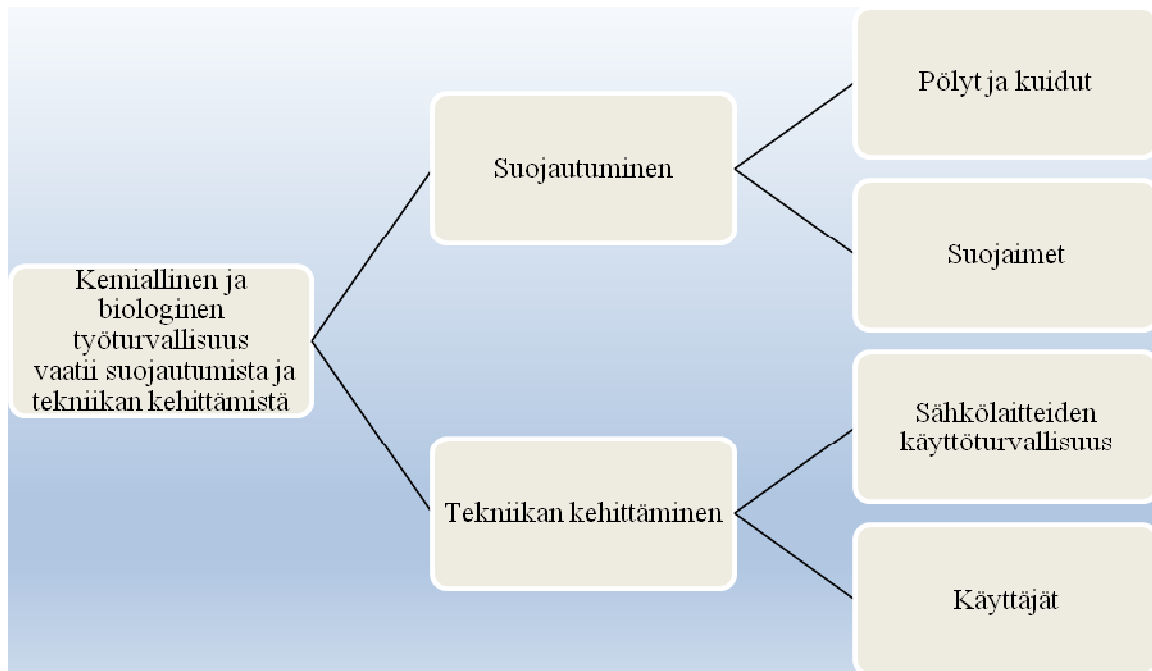 Kemiallinen ja
biologinen
työturvallisuus
vaatii suojautumista ja
tekniikan kehittämistä
Suojautuminen
Pölyt ja kuidut
Suojaimet
Tekniikan kehittäminen
Sähkölaitteiden
käyttöturvallisuus
Käyttäjät